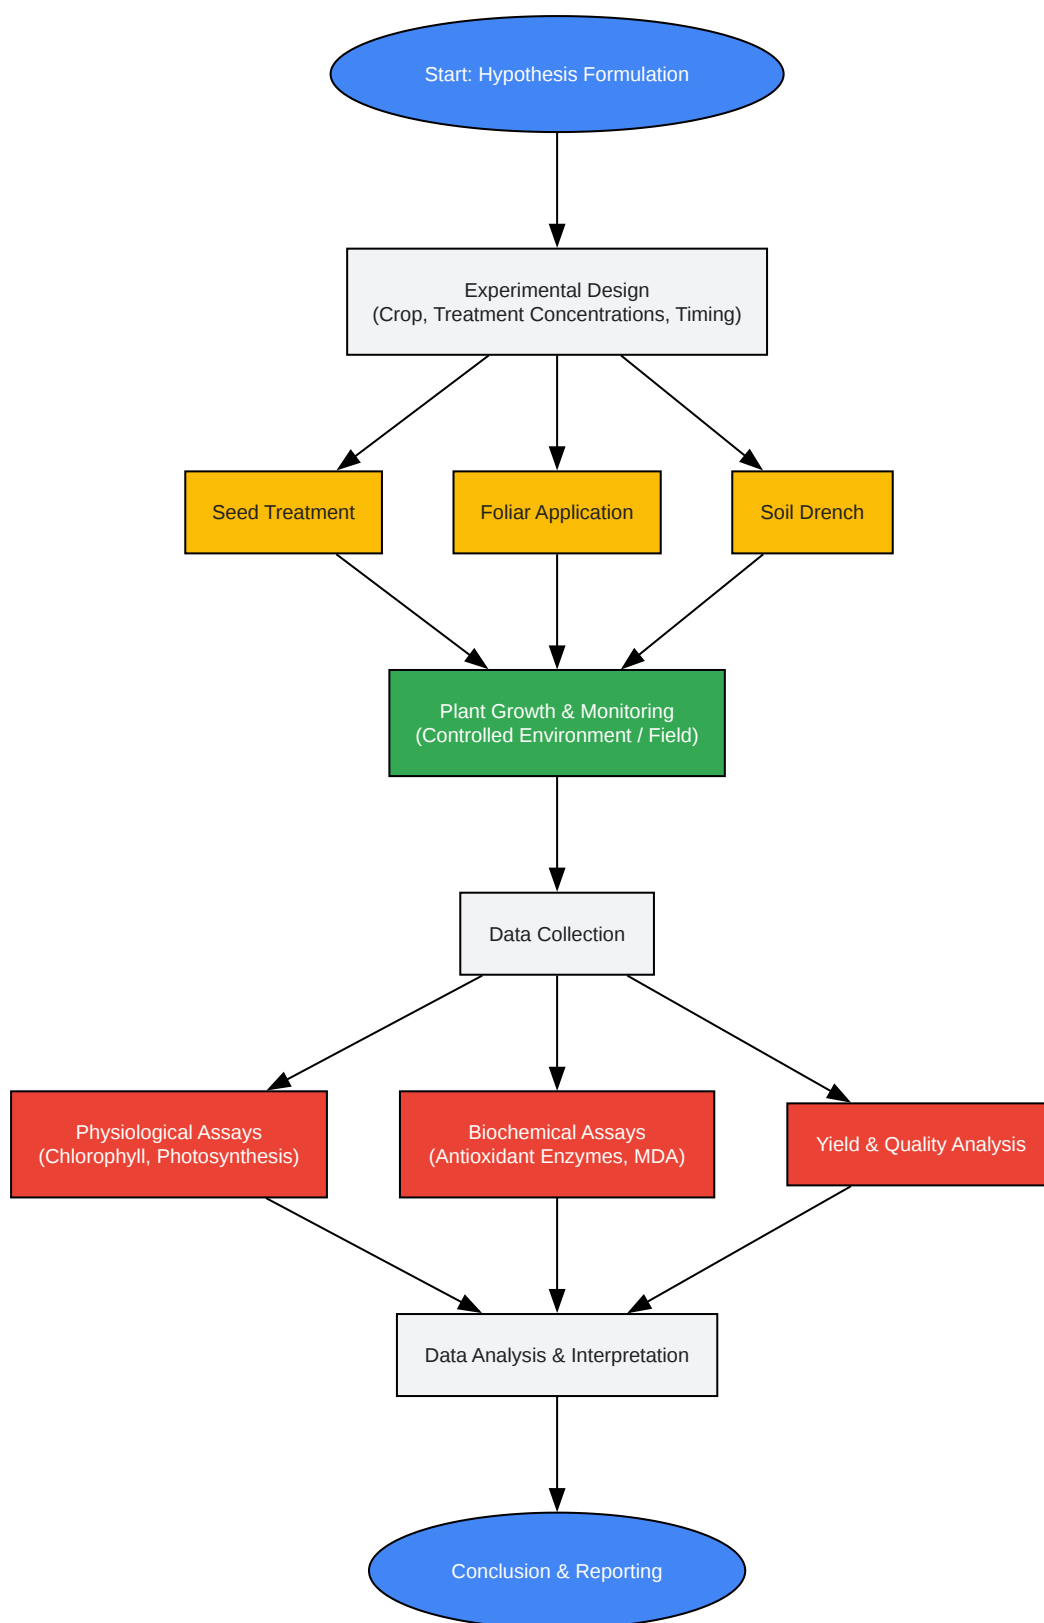 Start: Hypothesis Formulation
Experimental Design
(Crop, Treatment Concentrations, Timing)
Seed Treatment
Foliar Application
Soil Drench
Plant Growth & Monitoring
(Controlled Environment / Field)
Data Collection
Physiological Assays
(Chlorophyll, Photosynthesis)
Biochemical Assays
(Antioxidant Enzymes, MDA)
Yield & Quality Analysis
Data Analysis & Interpretation
Conclusion & Reporting